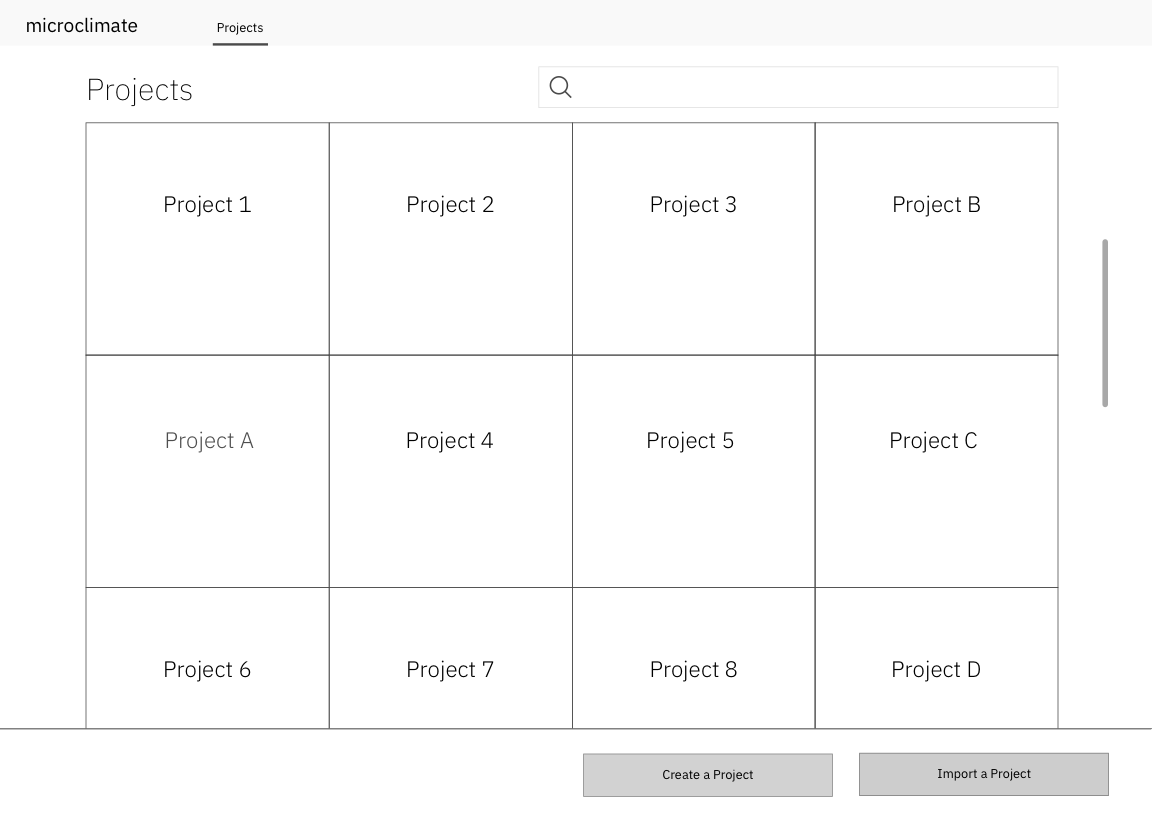 microclimate
Projects
Projects
Project 1
Project 2
Project 3
Project B
Project A
Project 4
Project 5
Project C
Project 6
Project 7
Project 8
Project D
Create a Project
Import a Project